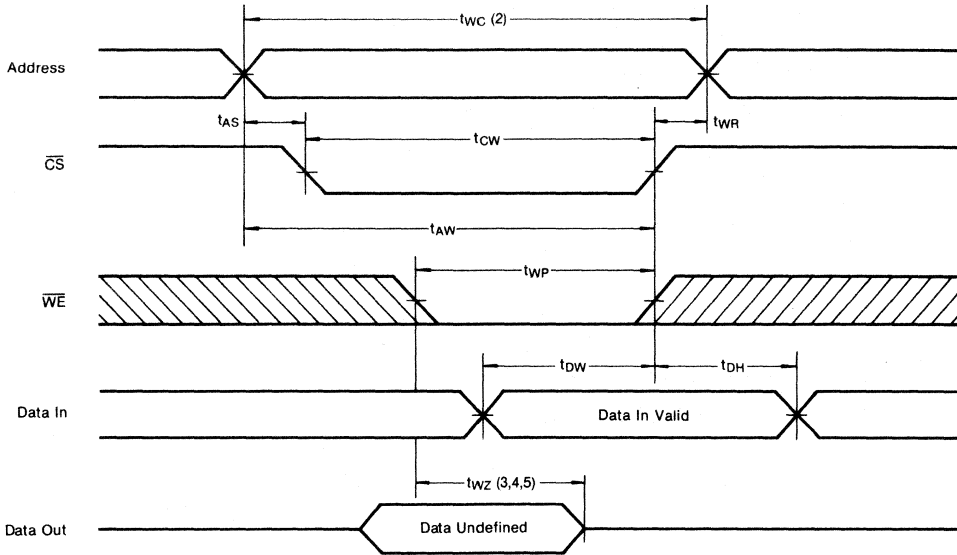 tWC (2)
Address
tAS
tCW
tWR
CS
tAW
tWP
WE
tDW
tDH
Data In
Data In Valid
tWZ (3,4,5)
Data Out
Data Undefined